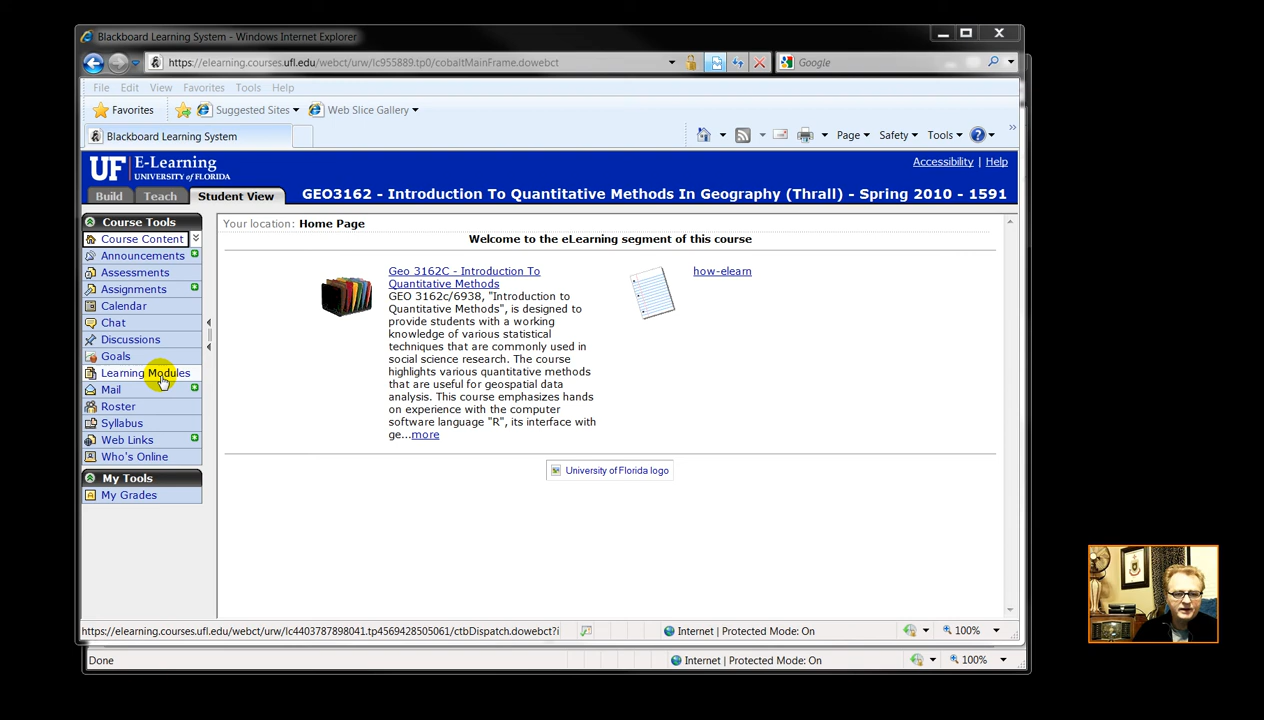 Blackboard Learning System - Windows Internet Explorer
https://elearning.courses.ufl.edu/webct/urw/lc955889.tp0/cobaltMainFrame.dowebct
Google
File Edit View Favorites Tools Help
Favorites Suggested Sites Web Slice Gallery
Blackboard Learning System
Page Safety Tools
UF E-Learning
UNIVERSITY of FLORIDA
Accessibility | Help
Build Teach Student View
GEO3162 - Introduction To Quantitative Methods In Geography (Thrall) - Spring 2010 - 1591
Course Tools
Course Content
Announcements
Assessments
Assignments
Calendar
Chat
Discussions
Goals
Learning Modules
Mail
Roster
Syllabus
Web Links
Who's Online
My Tools
My Grades
Your location: Home Page
Welcome to the eLearning segment of this course
Geo 3162C - Introduction To
Quantitative Methods
GEO 3162c/6938, "Introduction to
Quantitative Methods", is designed to
provide students with a working
knowledge of various statistical
techniques that are commonly used in
social science research. The course
highlights various quantitative methods
that are useful for geospatial data
analysis. This course emphasizes hands
on experience with the computer
software language "R", its interface with
ge...more
how-elearn
University of Florida logo
https://elearning.courses.ufl.edu/webct/urw/lc4403787898041.tp4569428505061/ctbDispatch.dowebct?i
Internet | Protected Mode: On
100%
Done
Internet | Protected Mode: On
100%